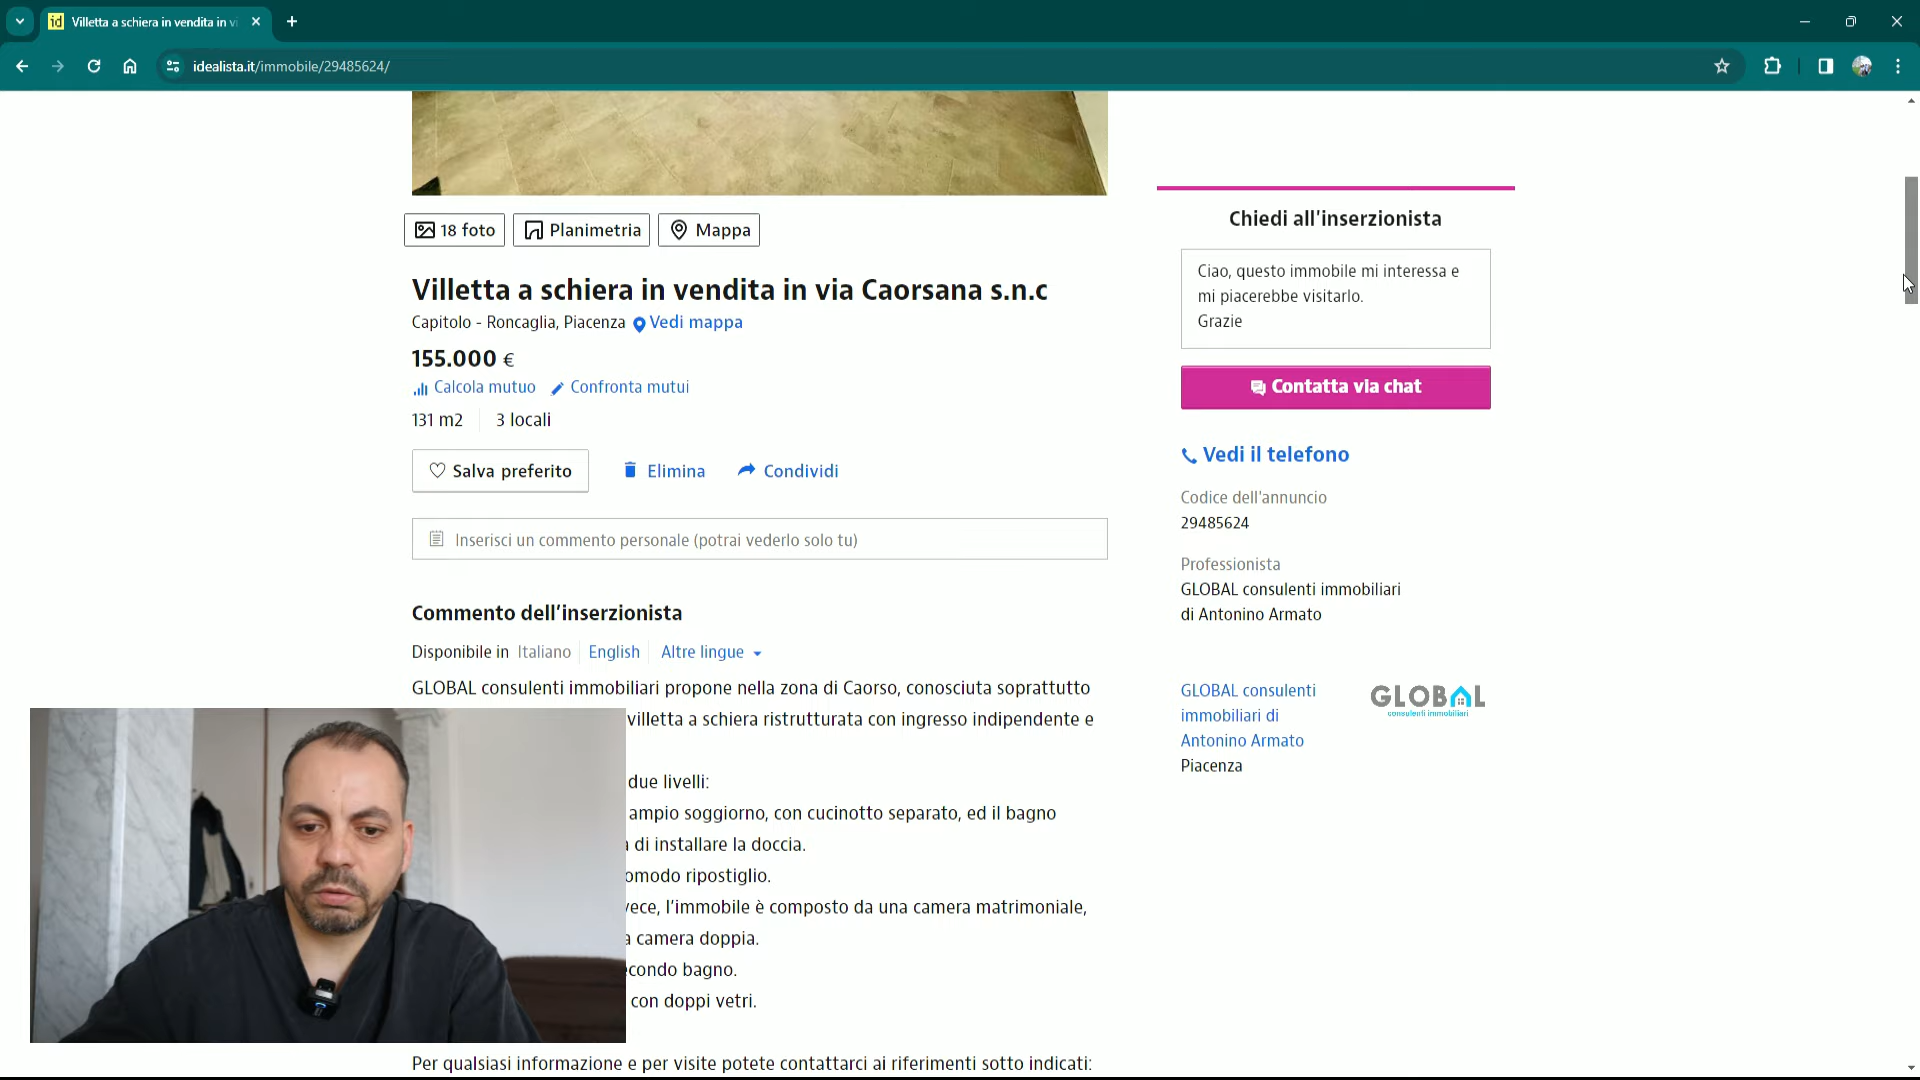 id Villetta a schiera in vendita in vi
idealista.it/immobile/29485624/
18 foto
Planimetria
Mappa
Villetta a schiera in vendita in via Caorsana s.n.c
Capitolo - Roncaglia, Piacenza Vedi mappa
155.000 €
Calcola mutuo Confronta mutui
131 m2 3 locali
Salva preferito Elimina Condividi
Inserisci un commento personale (potrai vederlo solo tu)
Commento dell'inserzionista
Disponibile in Italiano English Altre lingue
GLOBAL consulenti immobiliari propone nella zona di Caorso, conosciuta soprattutto
villetta a schiera ristrutturata con ingresso indipendente e
due livelli:
ampio soggiorno, con cucinotto separato, ed il bagno
di installare la doccia.
omodo ripostiglio.
vece, l'immobile è composto da una camera matrimoniale,
a camera doppia.
econdo bagno.
con doppi vetri.
Per qualsiasi informazione e per visite potete contattarci ai riferimenti sotto indicati:
Chiedi all'inserzionista
Ciao, questo immobile mi interessa e
mi piacerebbe visitarlo.
Grazie
Contatta via chat
Vedi il telefono
Codice dell'annuncio
29485624
Professionista
GLOBAL consulenti immobiliari
di Antonino Armato
GLOBAL consulenti
immobiliari di
Antonino Armato
Piacenza
GLOBAL
consulenti immobiliari